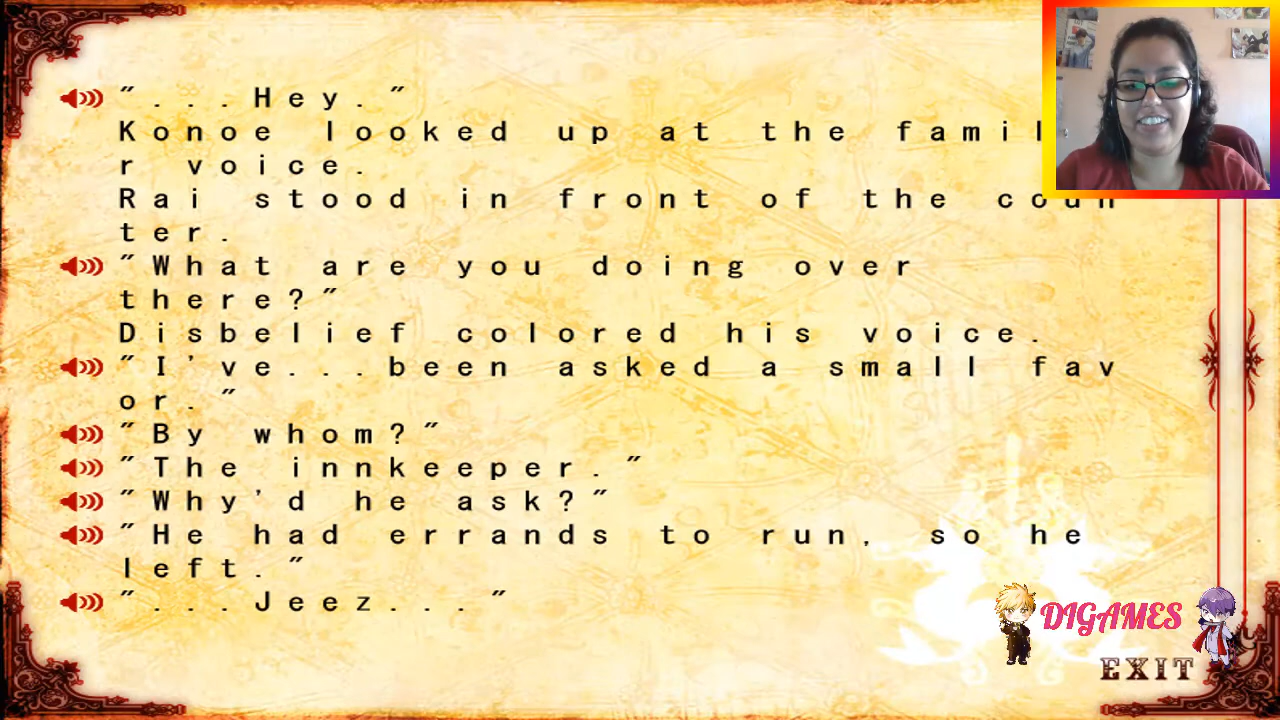 "...Hey."
Konoe looked up at the famil
r voice.
Rai stood in front of the coun
ter.
"What are you doing over
there?"
Disbelief colored his voice.
"I've...been asked a small fav
or."
"By whom?"
"The innkeeper."
"Why'd he ask?"
"He had errands to run, so he
left."
"...Jeez..."
DIGAMES
EXIT